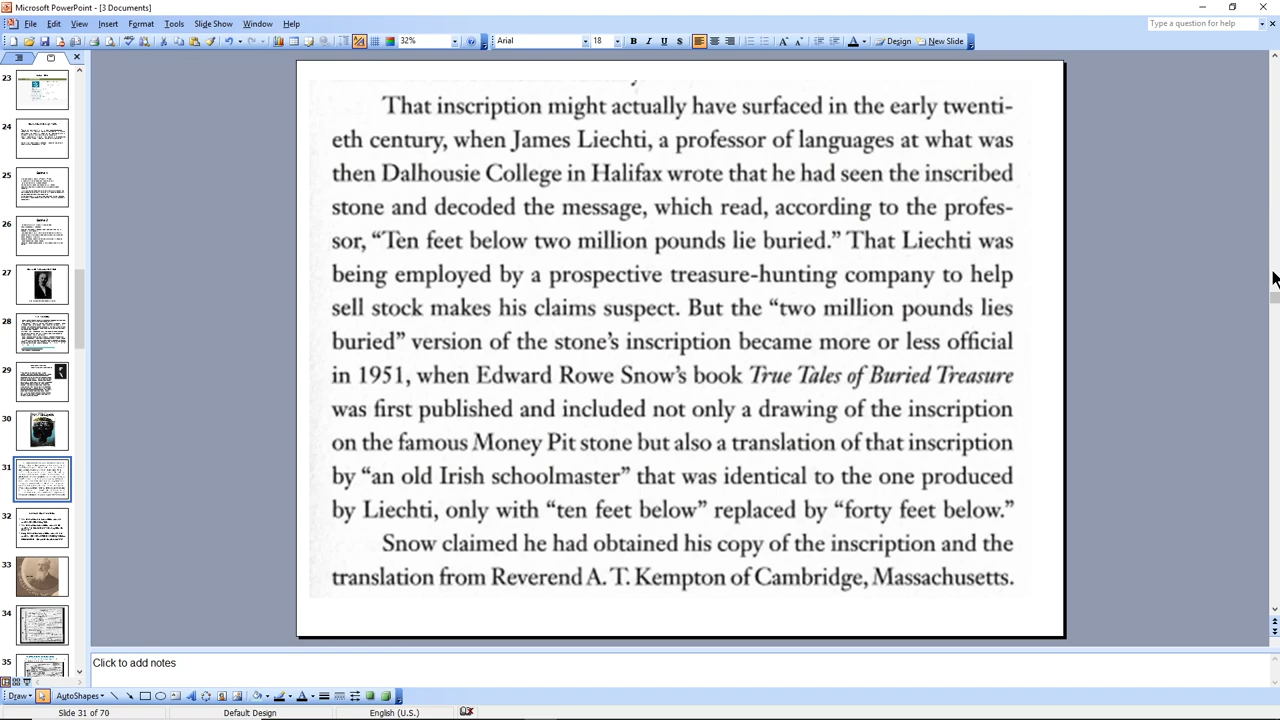 Microsoft PowerPoint - [3 Documents]
File Edit View Insert Format Tools Slide Show Window Help
Type a question for help
32%
Arial
18
B I U S
Design
New Slide
23
24
25
26
27
28
29
30
31
32
33
34
35
That inscription might actually have surfaced in the early twenti-
eth century, when James Liechti, a professor of languages at what was
then Dalhousie College in Halifax wrote that he had seen the inscribed
stone and decoded the message, which read, according to the profes-
sor, “Ten feet below two million pounds lie buried.” That Liechti was
being employed by a prospective treasure-hunting company to help
sell stock makes his claims suspect. But the “two million pounds lies
buried” version of the stone’s inscription became more or less official
in 1951, when Edward Rowe Snow’s book True Tales of Buried Treasure
was first published and included not only a drawing of the inscription
on the famous Money Pit stone but also a translation of that inscription
by “an old Irish schoolmaster” that was identical to the one produced
by Liechti, only with “ten feet below” replaced by “forty feet below.”
Snow claimed he had obtained his copy of the inscription and the
translation from Reverend A. T. Kempton of Cambridge, Massachusetts.
Click to add notes
Draw
AutoShapes
Slide 31 of 70
Default Design
English (U.S.)